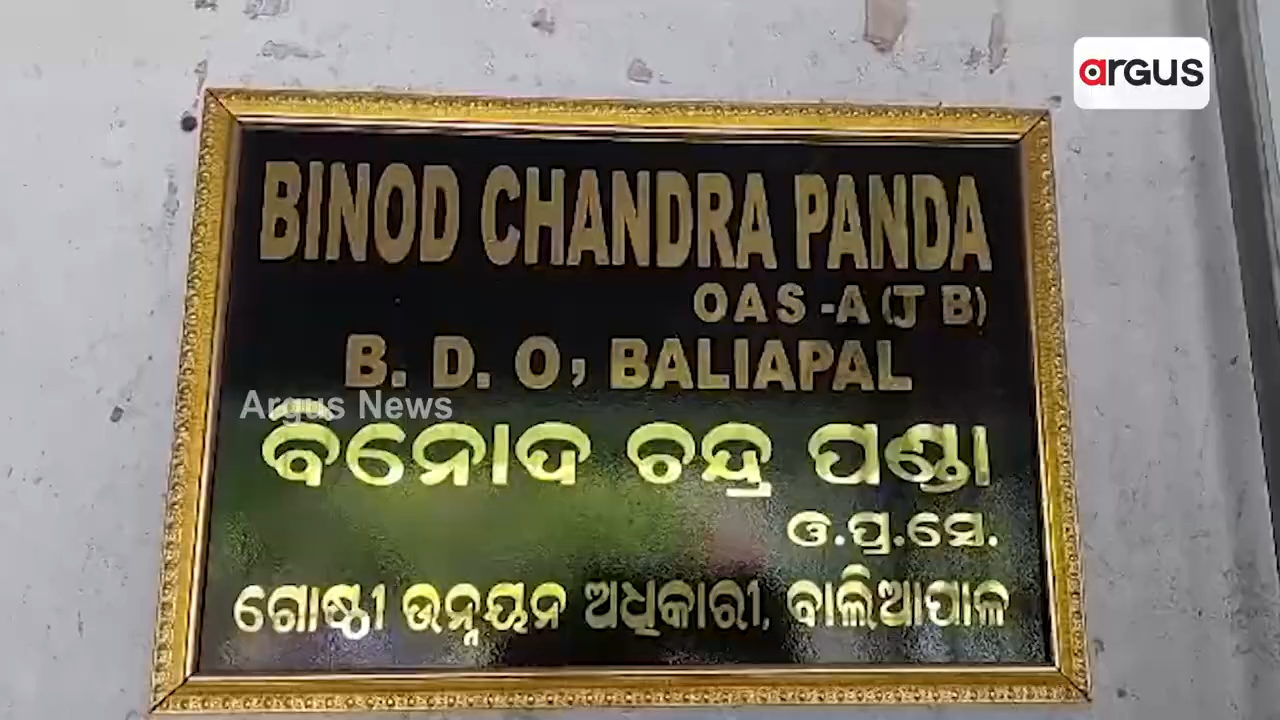 argus
BINOD CHANDRA PANDA
OAS -A (J B)
B. D. O, BALIAPAL
Argus News
ବିନୋଦ ଚନ୍ଦ୍ର ପଣ୍ଡା
ଓ.ପ୍ର.ସେ.
ଗୋଷ୍ଠୀ ଉନ୍ନୟନ ଅଧିକାରୀ, ବାଲିଆପାଳ